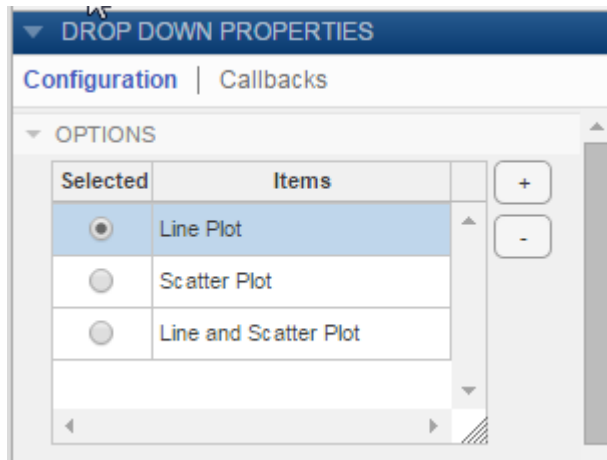 DROP DOWN PROPERTIES
Configuration | Callbacks
OPTIONS
Selected Items
+
Line Plot
-
Scatter Plot
Line and Scatter Plot